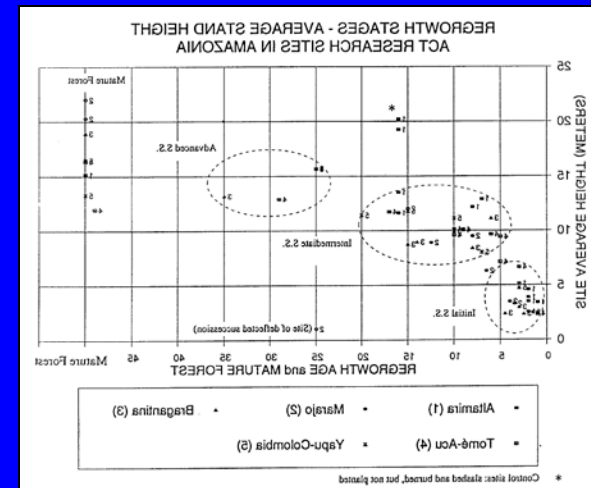 REGROWTH STAGES - AVERAGE STAND HEIGHT
ACT RESEARCH SITES IN AMAZONIA
SITE AVERAGE HEIGHT (METERS)
25
20
15
10
5
0
Mature Forest
*
Advanced S.S.
Intermediate S.S.
Initial S.S.
2 (Site of deflected succession)
0 5 10 15 20 25 30 35 40 45 Mature Forest
REGROWTH AGE and MATURE FOREST
Altamira (1) Marajo (2) Bragantina (3)
Tomé-Acu (4) Yapu-Colombia (5)
* Control sites: slashed and burned, but not planted